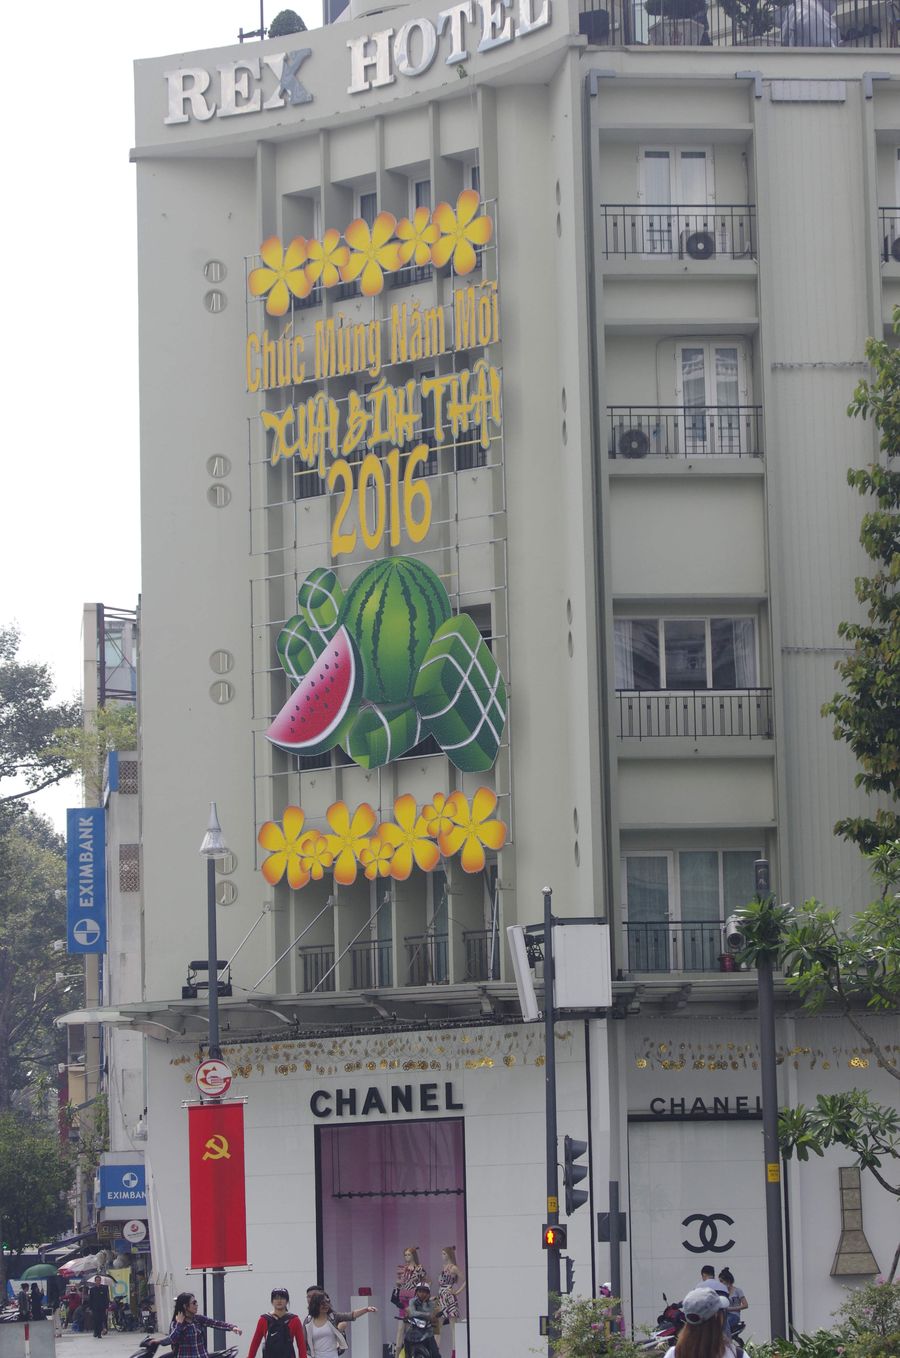 REX HOTEL
Chúc Mừng Năm Mới
XUÂN BÍNH THÂN
2016
EXIMBANK
CHANEL
CHANEL
EXIMBANK